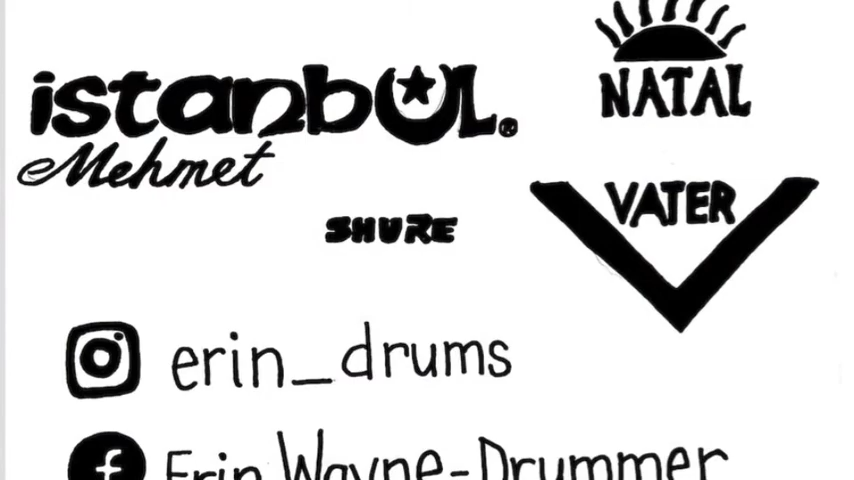 istanbul®
Mehmet
NATAL
VATER
SHURE
erin_drums
f Erin Wayne-Drummer